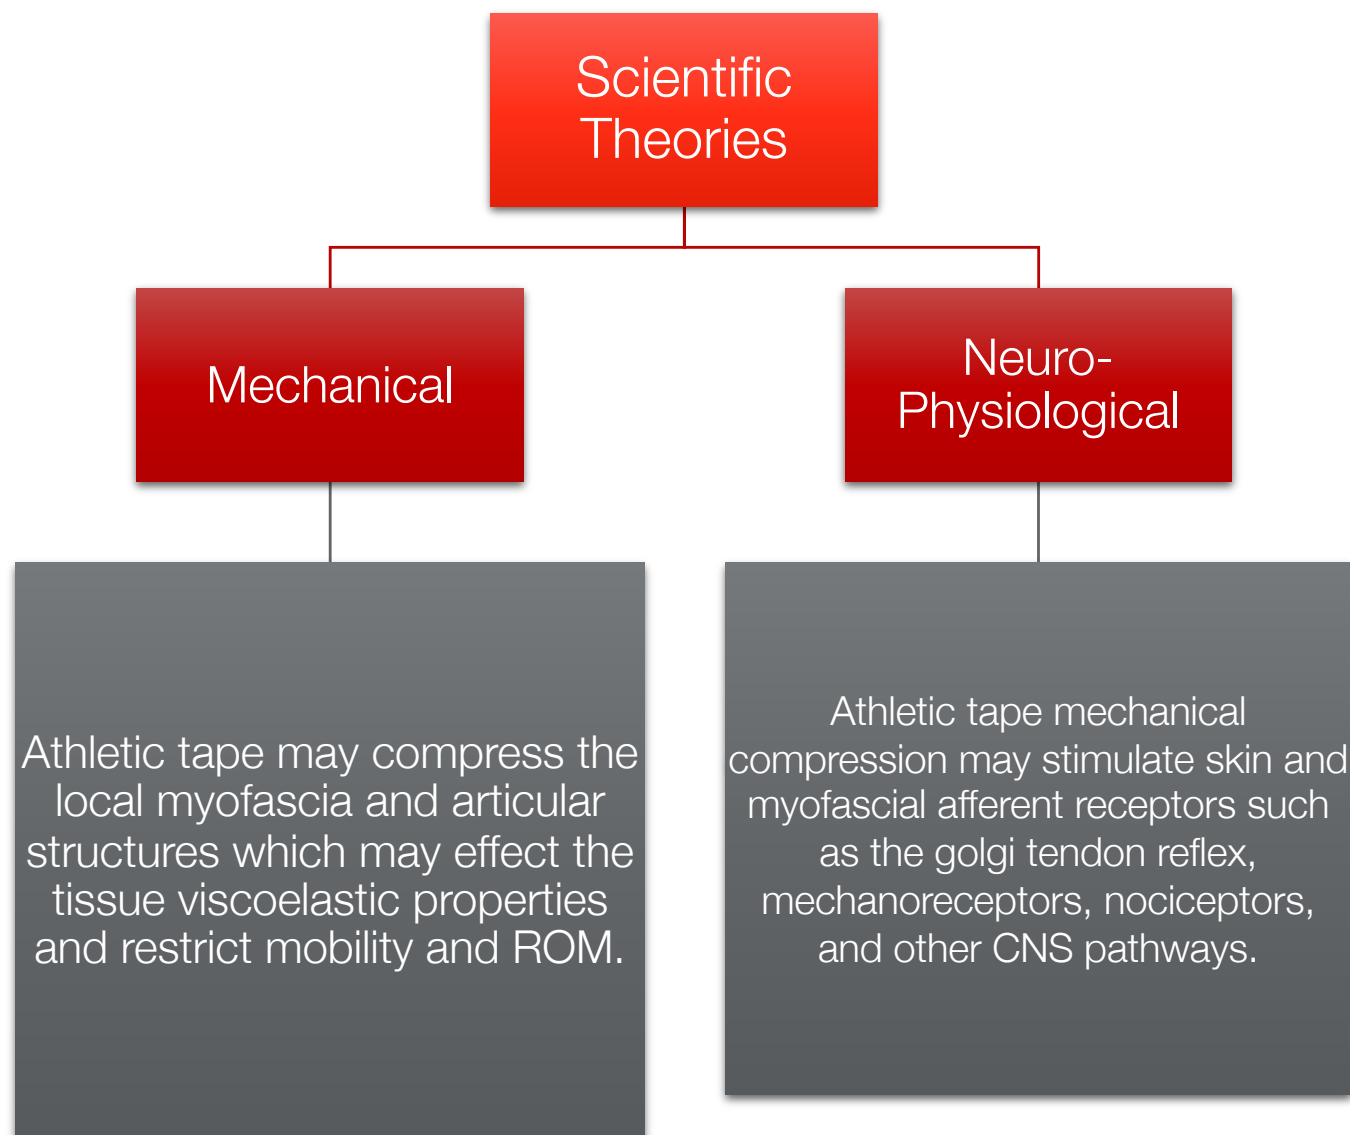 Scientific
Theories
Mechanical
Neuro-
Physiological
Athletic tape may compress the
local myofascia and articular
structures which may effect the
tissue viscoelastic properties
and restrict mobility and ROM.
Athletic tape mechanical
compression may stimulate skin and
myofascial afferent receptors such
as the golgi tendon reflex,
mechanoreceptors, nociceptors,
and other CNS pathways.